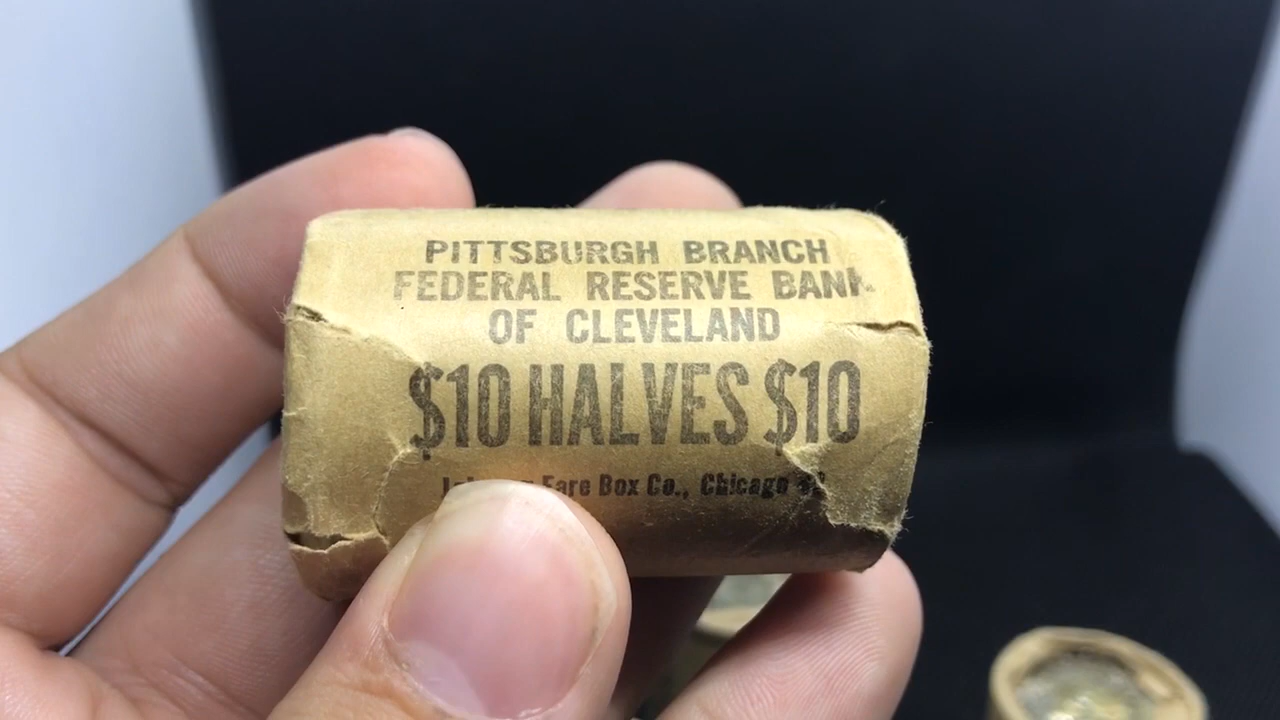 PITTSBURGH BRANCH
FEDERAL RESERVE BANK
OF CLEVELAND
$10 HALVES $10
Fare Box Co., Chicago